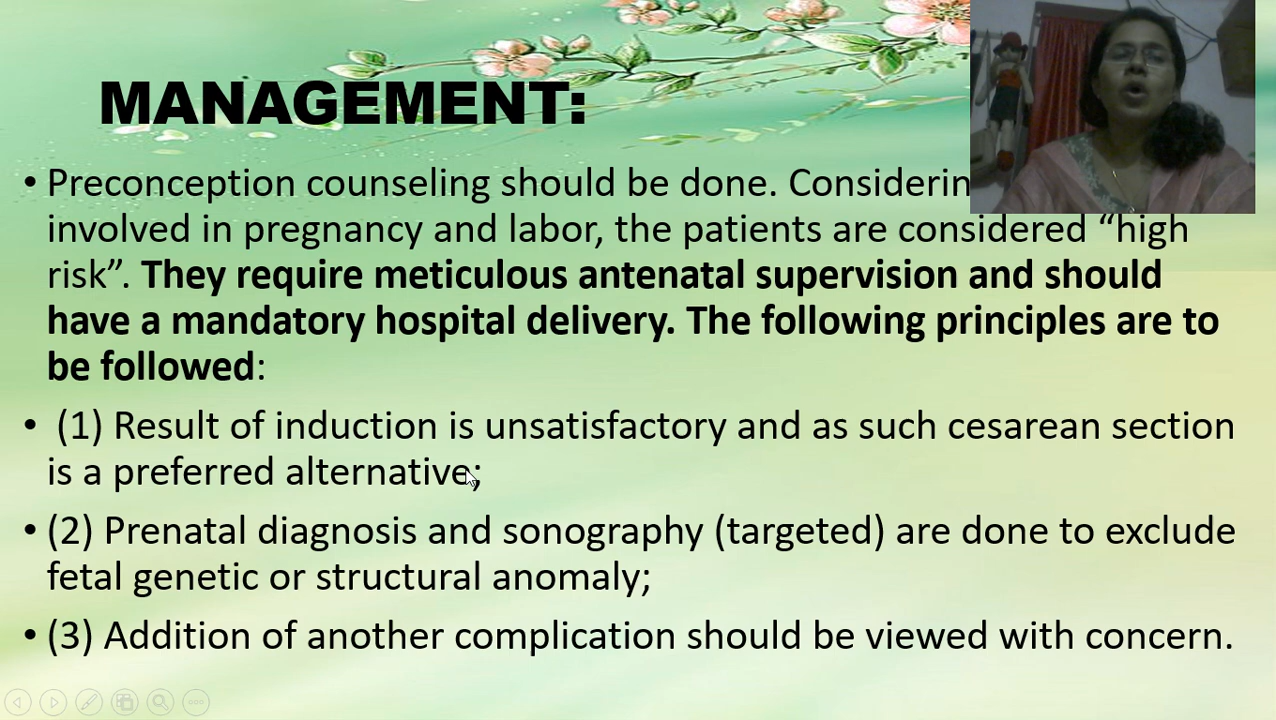 MANAGEMENT:
• Preconception counseling should be done. Considerin
involved in pregnancy and labor, the patients are considered “high
risk”. They require meticulous antenatal supervision and should
have a mandatory hospital delivery. The following principles are to
be followed:
• (1) Result of induction is unsatisfactory and as such cesarean section
is a preferred alternative;
• (2) Prenatal diagnosis and sonography (targeted) are done to exclude
fetal genetic or structural anomaly;
• (3) Addition of another complication should be viewed with concern.